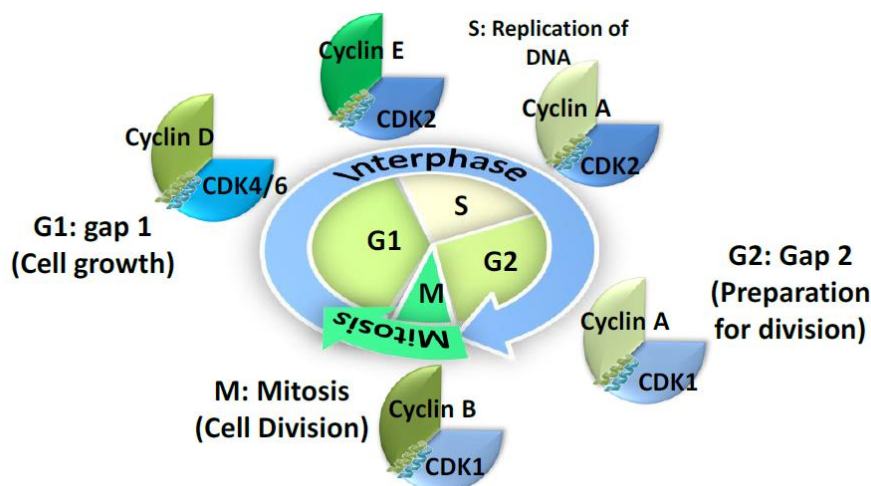 Cyclin E
CDK2
S: Replication of
DNA
Cyclin A
CDK2
Cyclin D
CDK4/6
G1: gap 1
(Cell growth)
Interphase
S
G1
G2
M
Mitosis
G2: Gap 2
(Preparation
for division)
Cyclin A
CDK1
M: Mitosis
(Cell Division)
Cyclin B
CDK1